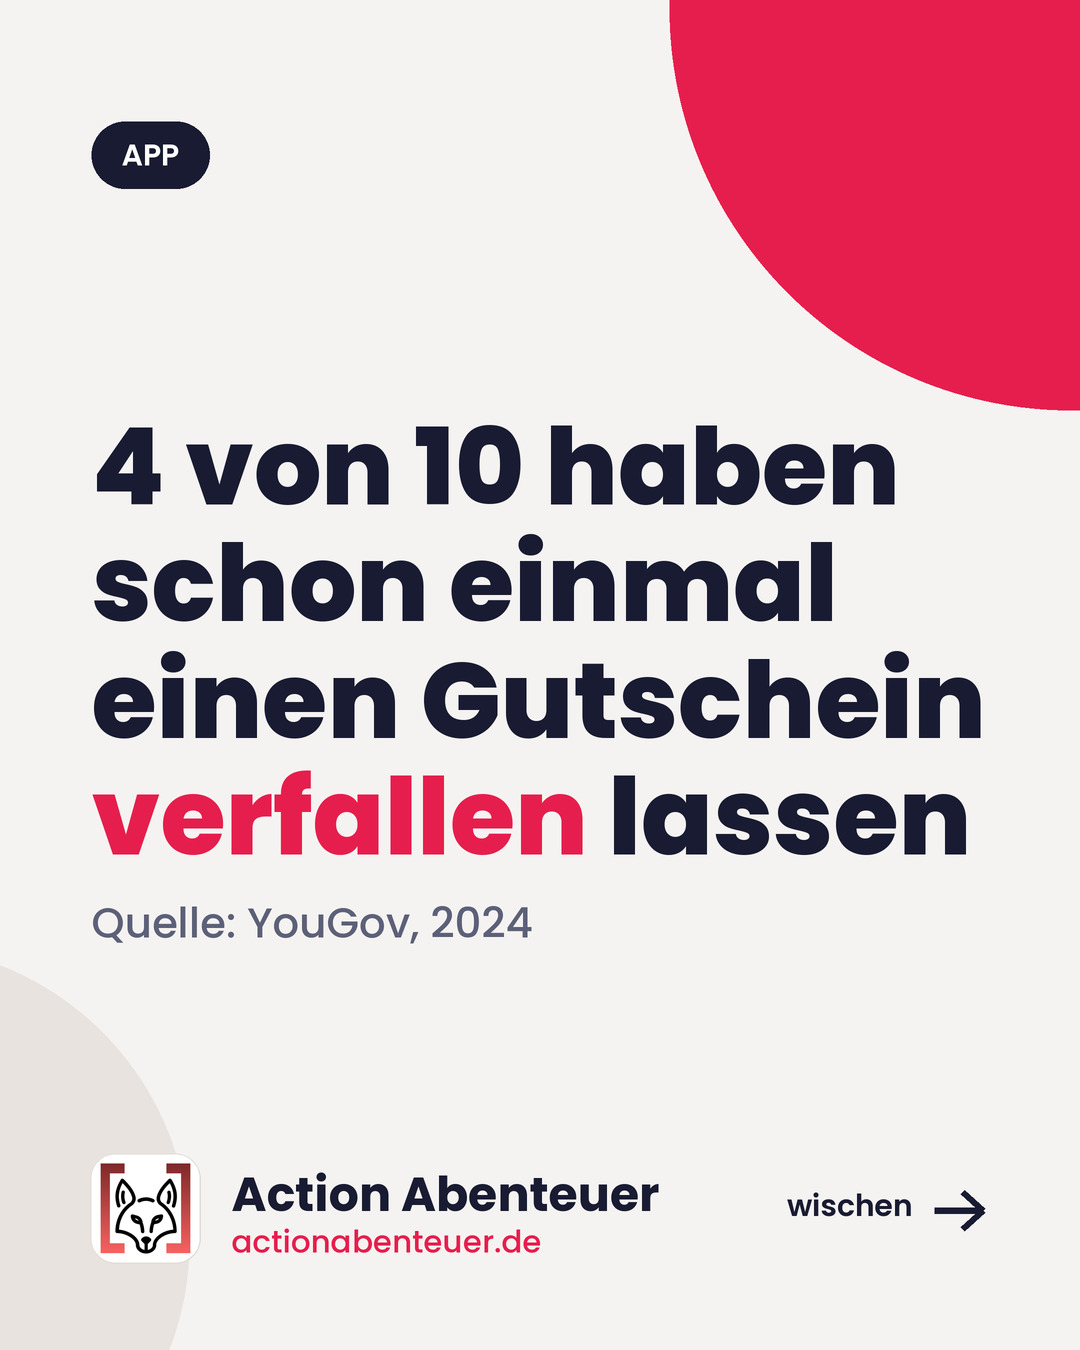 APP
4 von 10 haben
schon einmal
einen Gutschein
verfallen lassen
Quelle: YouGov, 2024
Action Abenteuer
actionabenteuer.de
wischen